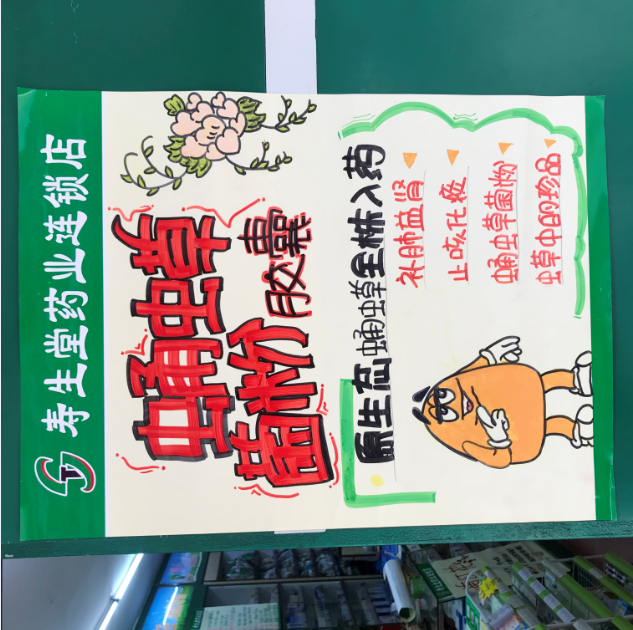 寿生堂药业连锁店
蛹虫草
菌粉胶囊
原生态蛹虫草全株入药
补肺益肾
止咳化痰
蛹虫草菌粉
虫草中的珍品